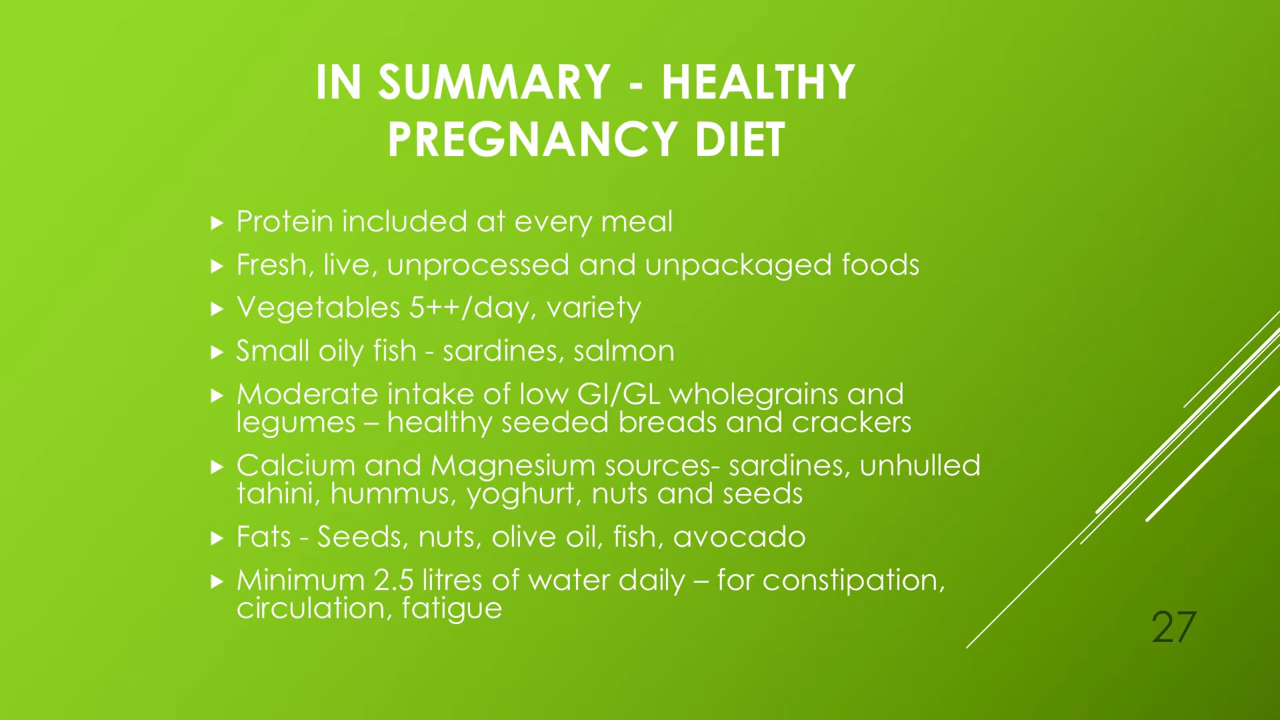 IN SUMMARY - HEALTHY
PREGNANCY DIET
Protein included at every meal
Fresh, live, unprocessed and unpackaged foods
Vegetables 5++/day, variety
Small oily fish - sardines, salmon
Moderate intake of low GI/GL wholegrains and
legumes – healthy seeded breads and crackers
Calcium and Magnesium sources- sardines, unhulled
tahini, hummus, yoghurt, nuts and seeds
Fats - Seeds, nuts, olive oil, fish, avocado
Minimum 2.5 litres of water daily – for constipation,
circulation, fatigue
27